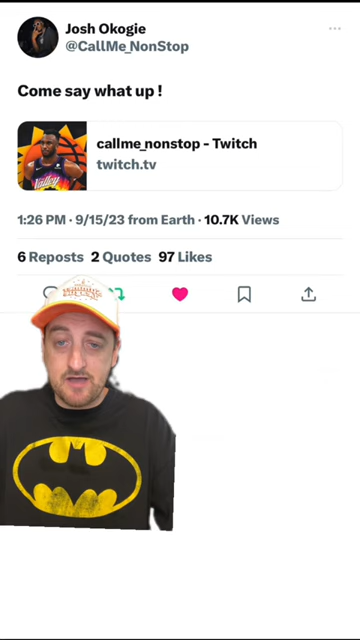 Josh Okogie
@CallMe_NonStop
Come say what up !
Valley
callme_nonstop - Twitch
twitch.tv
1:26 PM · 9/15/23 from Earth · 10.7K Views
6 Reposts 2 Quotes 97 Likes